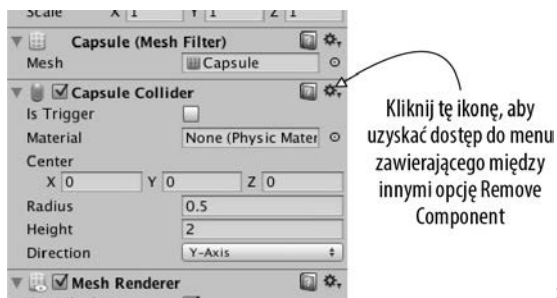 Scale X 1 Y 1 Z 1
Capsule (Mesh Filter)
Mesh Capsule
Capsule Collider
Is Trigger
Material None (Physic Mater
Center
X 0 Y 0 Z 0
Radius 0.5
Height 2
Direction Y-Axis
Mesh Renderer
Kliknij tę ikonę, aby
uzyskać dostęp do menu
zawierającego między
innymi opcję Remove
Component